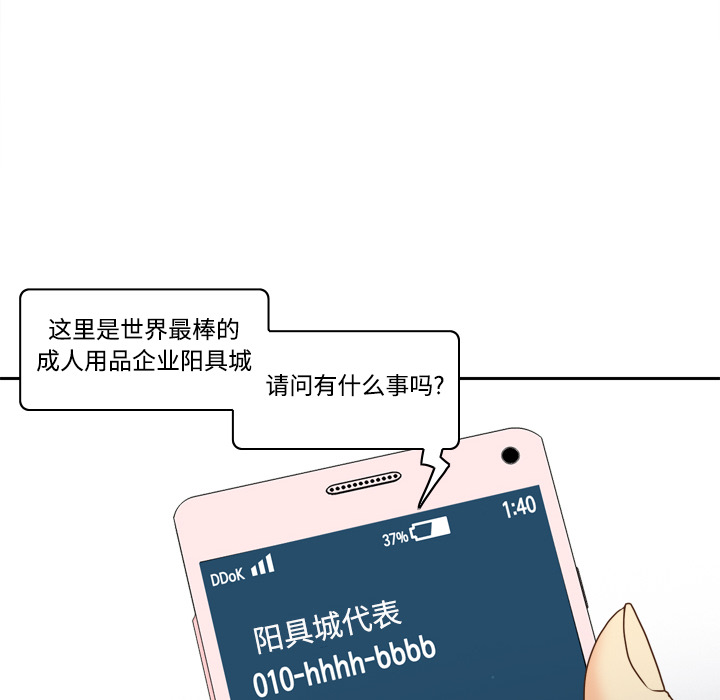 这里是世界最棒的
成人用品企业阳具城
请问有什么事吗?
1:40
37%
DDoK
阳具城代表
010-hhhh-bbbb